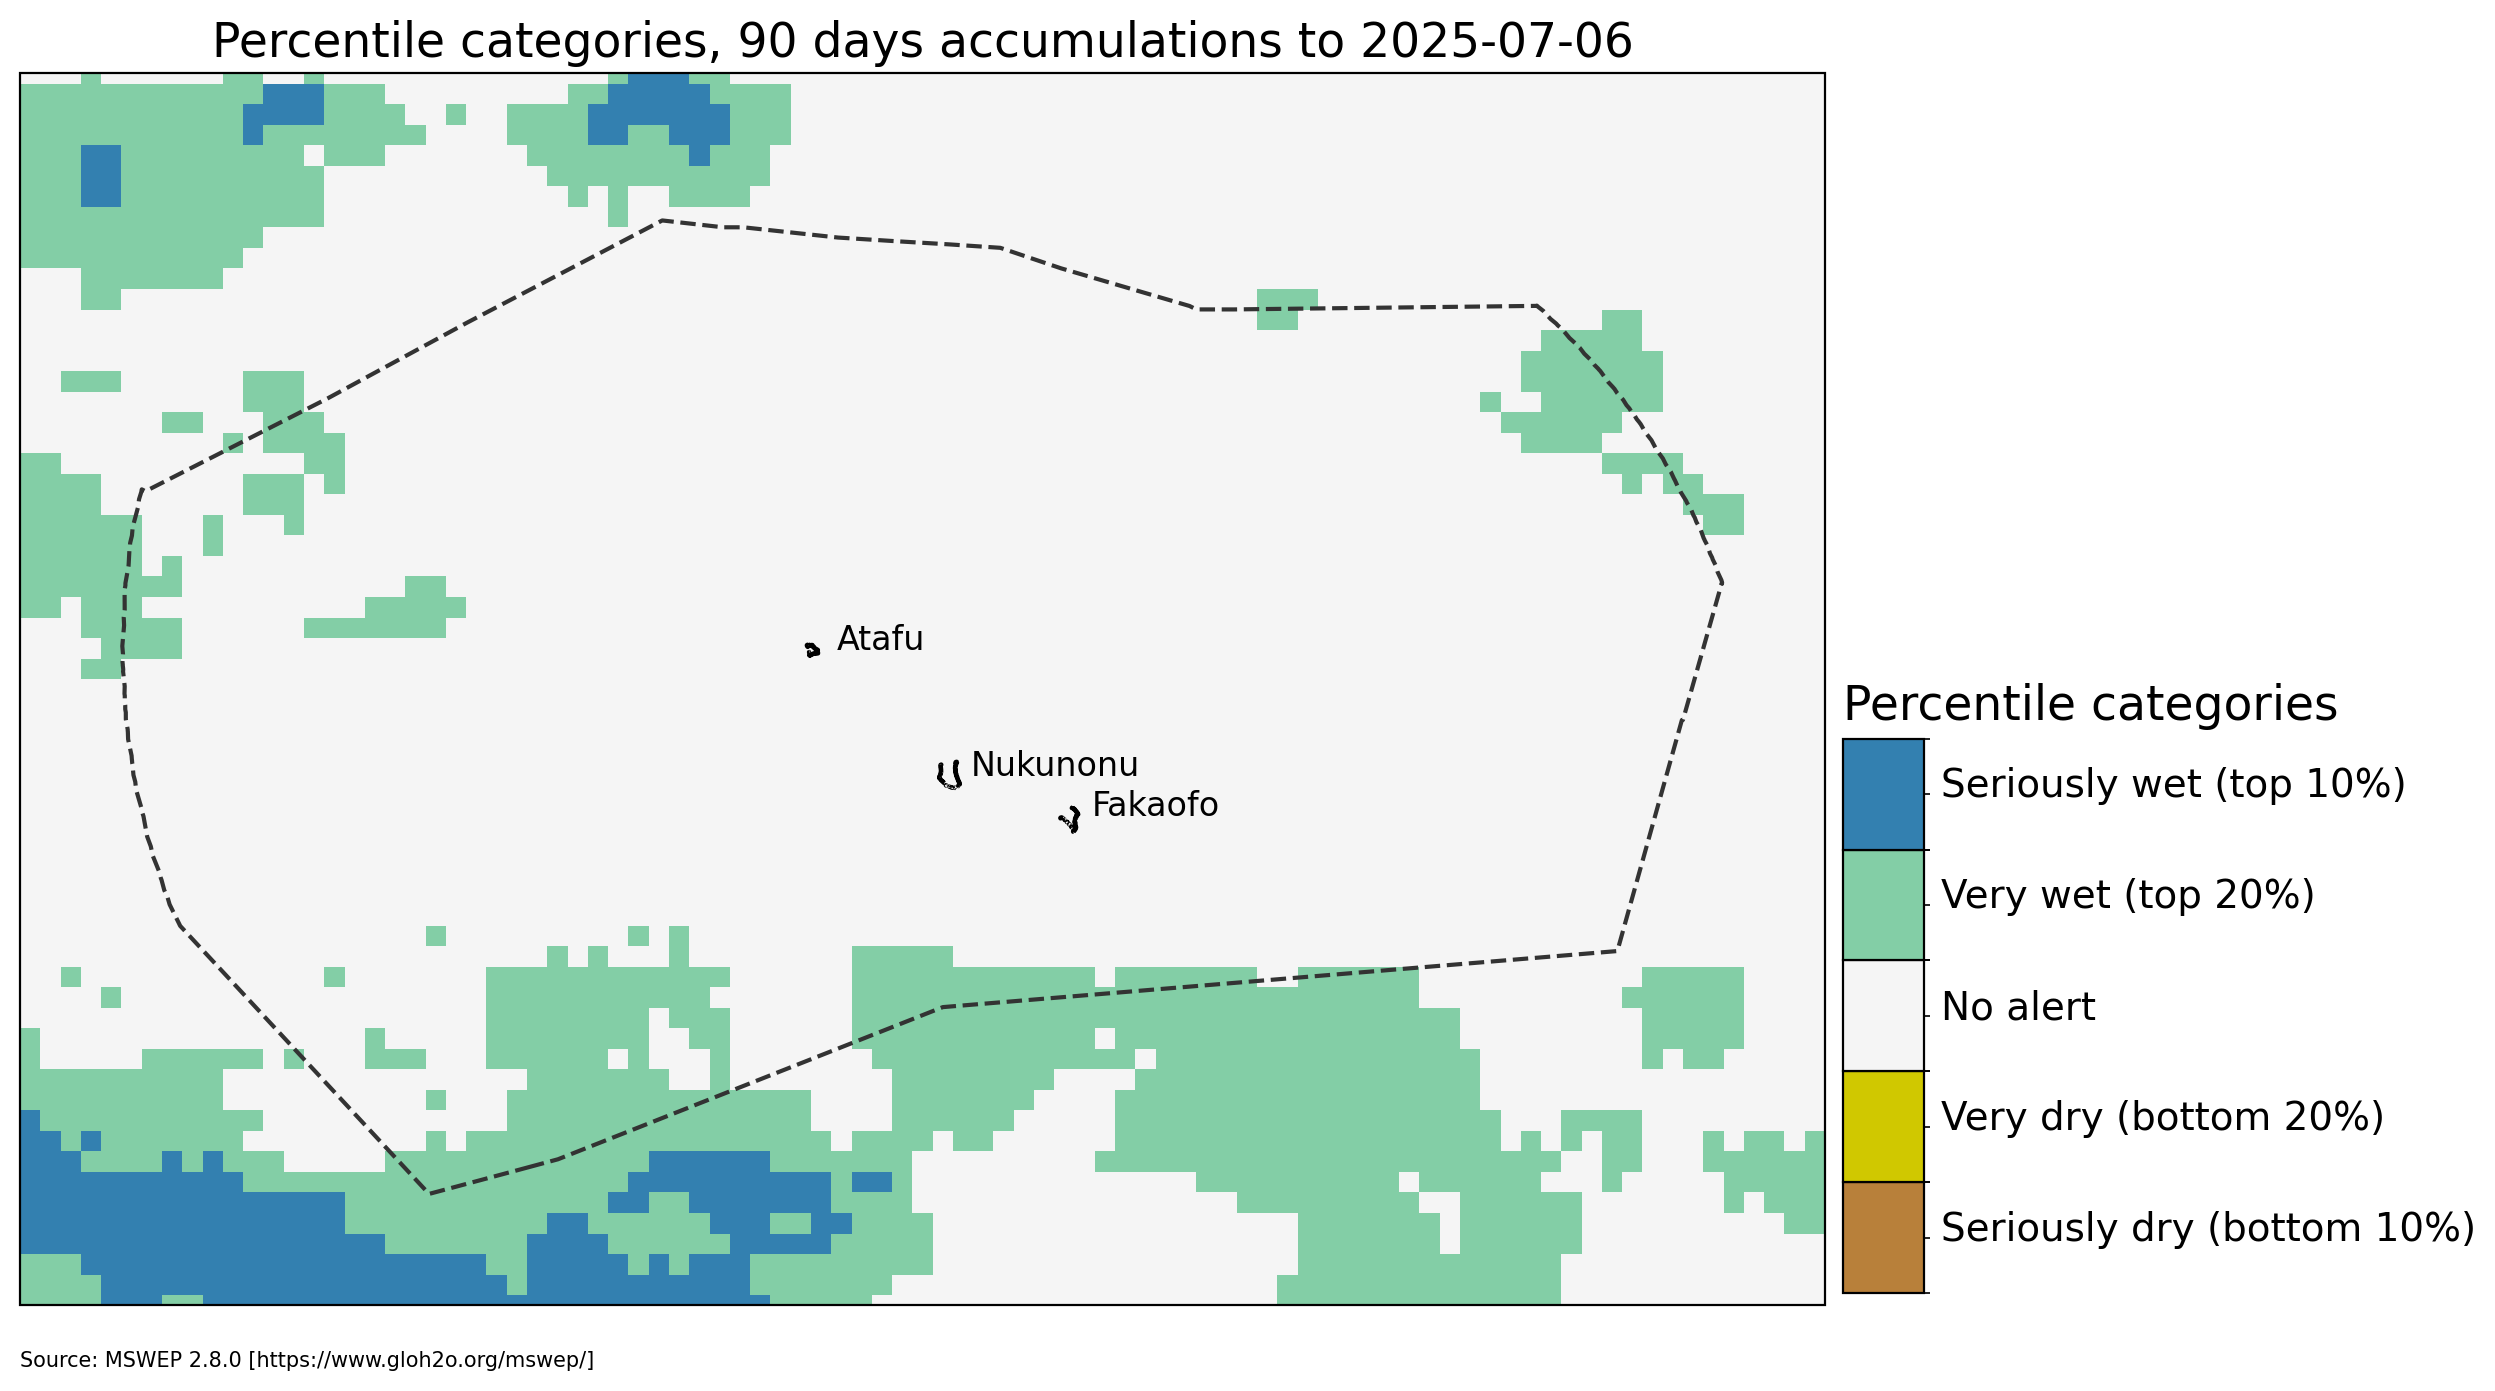 Percentile categories, 90 days accumulations to 2025-07-06
Atafu
Nukunonu
Fakaofo
Percentile categories
Seriously wet (top 10%)
Very wet (top 20%)
No alert
Very dry (bottom 20%)
Seriously dry (bottom 10%)
Source: MSWEP 2.8.0 [https://www.gloh2o.org/mswep/]